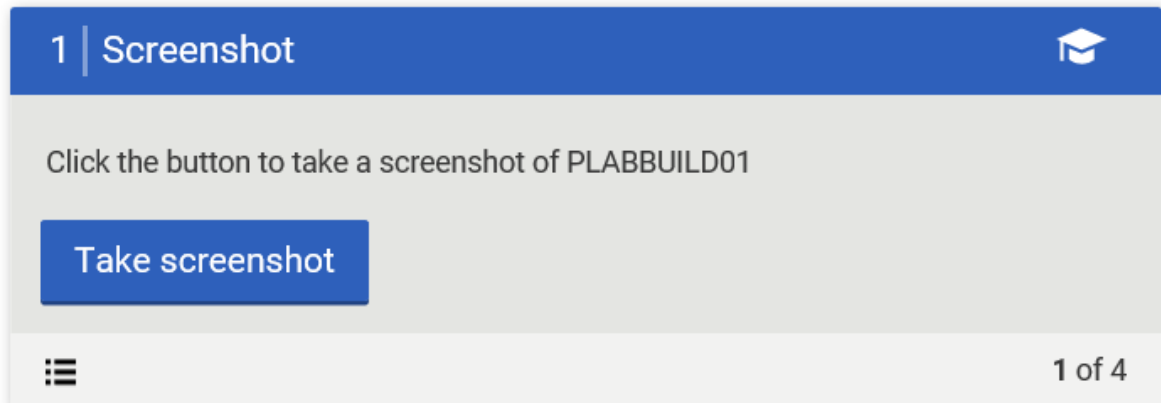 1 Screenshot
Click the button to take a screenshot of PLABBUILD01
Take screenshot
1 of 4